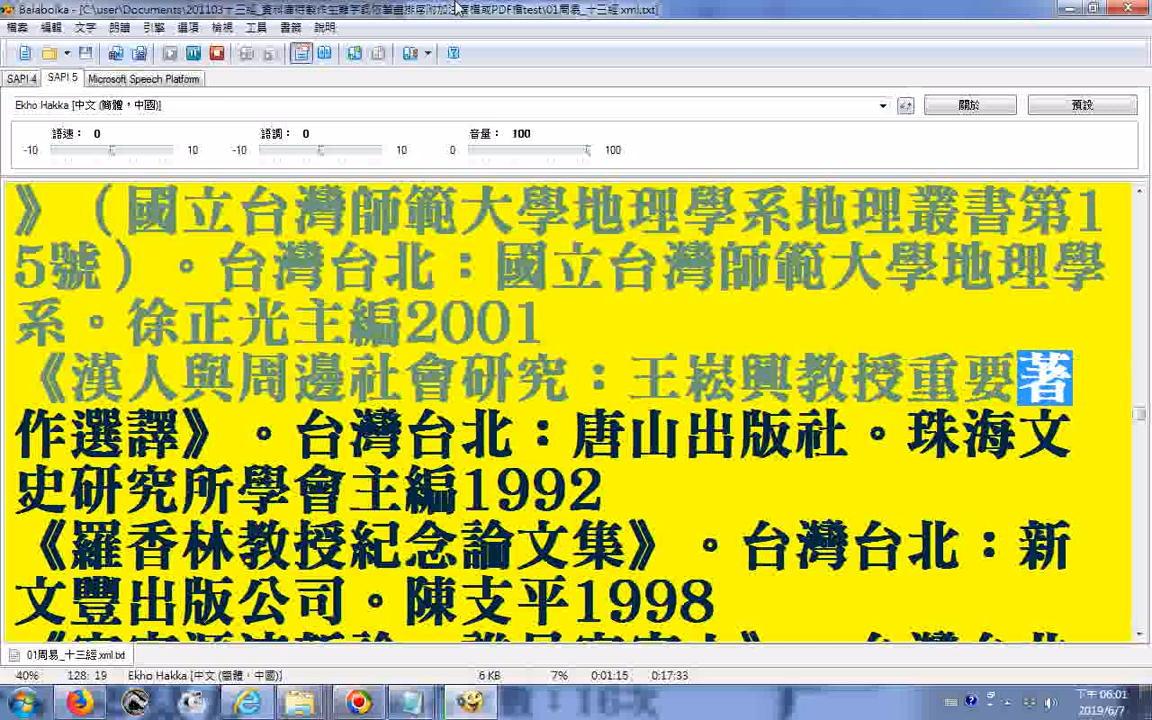 Balabolka - [C:\user\Documents\201103十三經_資料庫
檔案 編輯 文字 朗讀 引擎 選項 檢視 工具 書籤 說明
SAPI 4 SAPI 5 Microsoft Speech Platform
Ekho Hakka [中文 (簡體，中國)] 關於 預設
語速： 0 語調： 0 音量： 100
-10 10 -10 10 0 100
》（國立台灣師範大學地理學系地理叢書第1
5號）。台灣台北：國立台灣師範大學地理學
系。徐正光主編2001
《漢人與周邊社會研究：王崧興教授重要著
作選譯》。台灣台北：唐山出版社。珠海文
史研究所學會主編1992
《羅香林教授紀念論文集》。台灣台北：新
文豐出版公司。陳支平1998
01周易_十三經.xml.txt
40% 128: 19 Ekho Hakka [中文 (簡體，中國)] 6 KB 7% 0:01:15 0:17:33
下午 06:01
2019/6/7